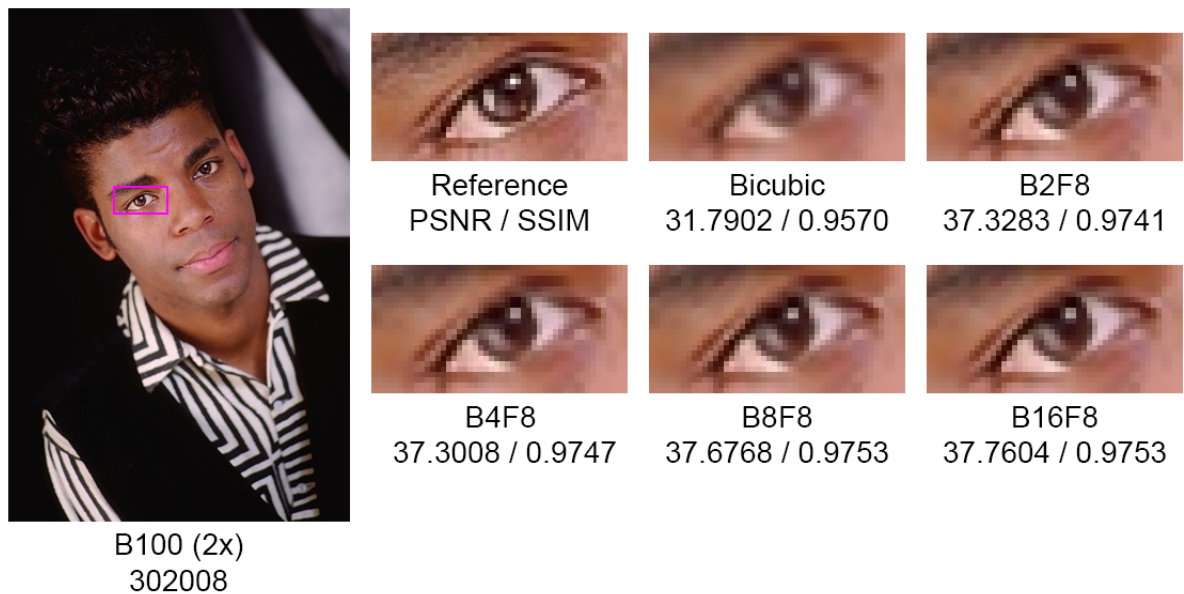 Reference
PSNR / SSIM
Bicubic
31.7902 / 0.9570
B2F8
37.3283 / 0.9741
B4F8
37.3008 / 0.9747
B8F8
37.6768 / 0.9753
B16F8
37.7604 / 0.9753
B100 (2x)
302008